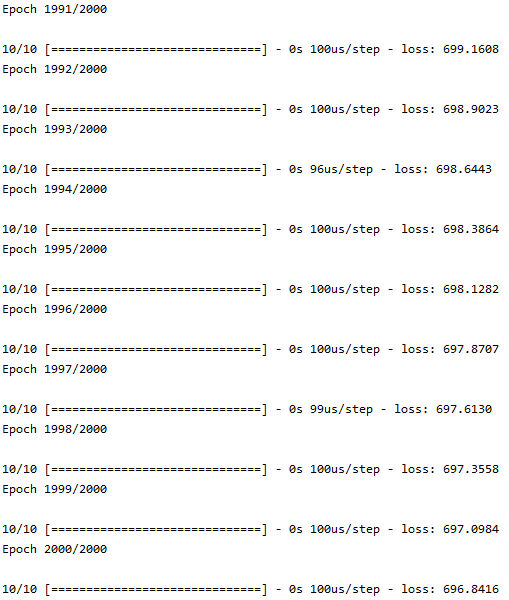 Epoch 1991/2000
10/10 [==============================] - 0s 100us/step - loss: 699.1608
Epoch 1992/2000
10/10 [==============================] - 0s 100us/step - loss: 698.9023
Epoch 1993/2000
10/10 [==============================] - 0s 96us/step - loss: 698.6443
Epoch 1994/2000
10/10 [==============================] - 0s 100us/step - loss: 698.3864
Epoch 1995/2000
10/10 [==============================] - 0s 100us/step - loss: 698.1282
Epoch 1996/2000
10/10 [==============================] - 0s 100us/step - loss: 697.8707
Epoch 1997/2000
10/10 [==============================] - 0s 99us/step - loss: 697.6130
Epoch 1998/2000
10/10 [==============================] - 0s 100us/step - loss: 697.3558
Epoch 1999/2000
10/10 [==============================] - 0s 100us/step - loss: 697.0984
Epoch 2000/2000
10/10 [==============================] - 0s 100us/step - loss: 696.8416